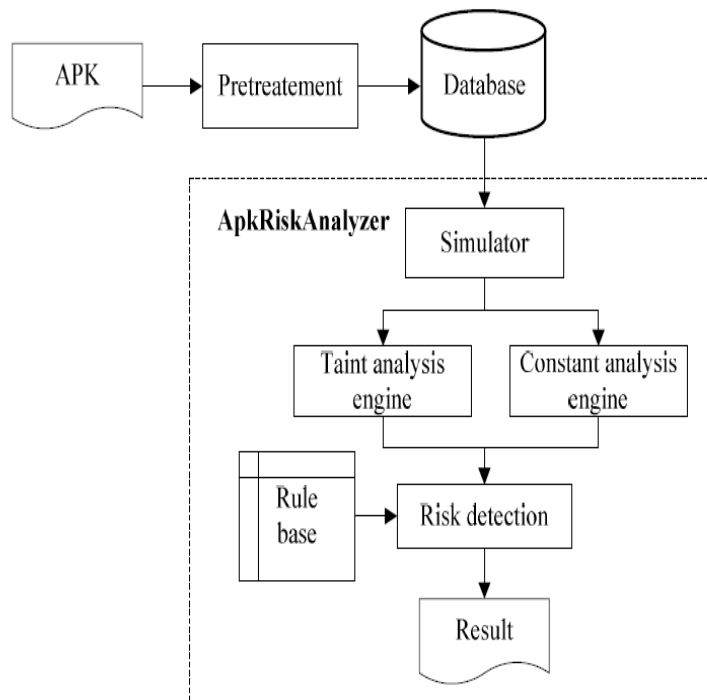 APK
Pretreatement
Database
ApkRiskAnalyzer
Simulator
Taint analysis
engine
Constant analysis
engine
Rule
base
Risk detection
Result